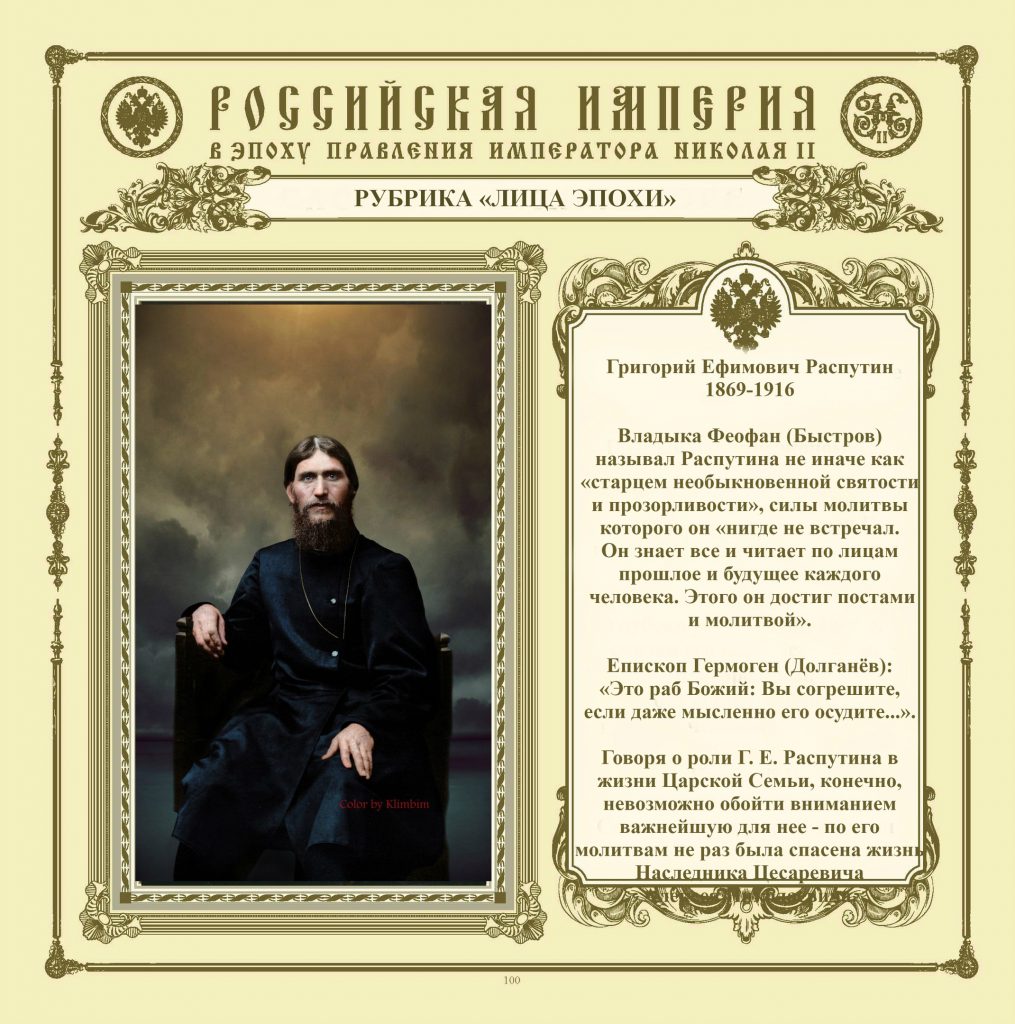 РОССИЙСКАЯ ИМПЕРИЯ
В ЭПОХУ ПРАВЛЕНИЯ ИМПЕРАТОРА НИКОЛАЯ II
РУБРИКА «ЛИЦА ЭПОХИ»
Color by Klimbim
Григорий Ефимович Распутин
1869-1916
Владыка Феофан (Быстров)
называл Распутина не иначе как
«старцем необыкновенной святости
и прозорливости», силы молитвы
которого он «нигде не встречал.
Он знает все и читает по лицам
прошлое и будущее каждого
человека. Этого он достиг постами
и молитвой».
Епископ Гермоген (Долганёв):
«Это раб Божий: Вы согрешите,
если даже мысленно его осудите...».
Говоря о роли Г. Е. Распутина в
жизни Царской Семьи, конечно,
невозможно обойти вниманием
важнейшую для нее - по его
молитвам не раз была спасена жизнь
Наследника Цесаревича
100